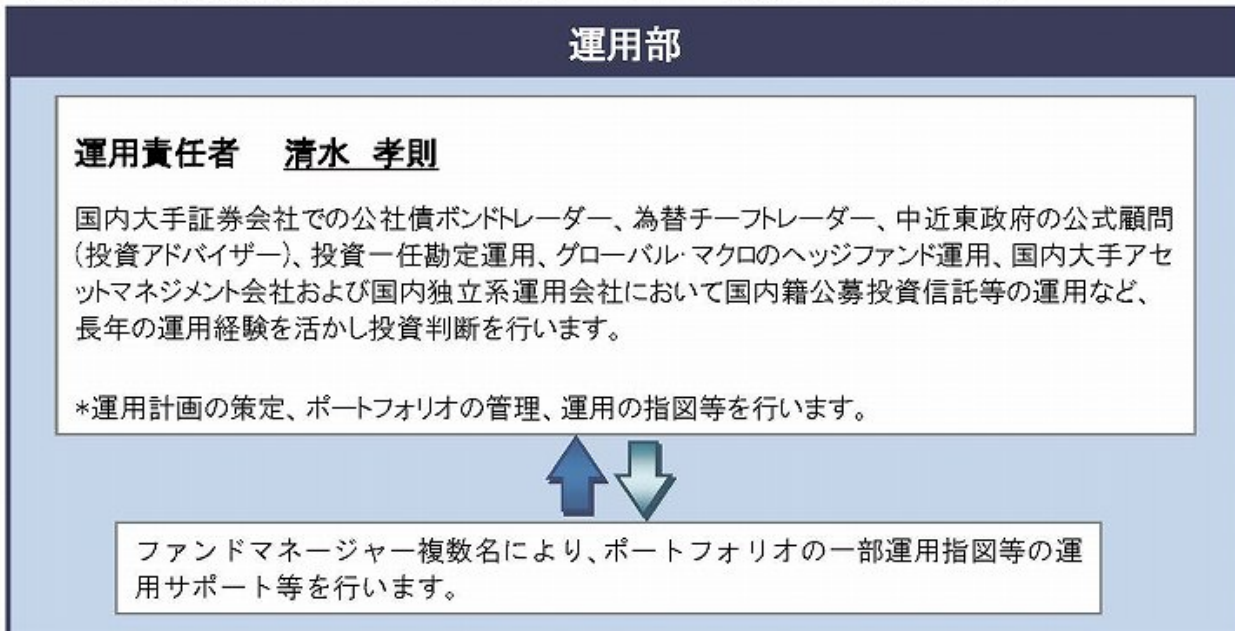 運用部
運用責任者　清水　孝則
国内大手証券会社での公社債ボンドトレーダー、為替チーフトレーダー、中近東政府の公式顧問
(投資アドバイザー)、投資一任勘定運用、グローバル・マクロのヘッジファンド運用、国内大手アセ
ットマネジメント会社および国内独立系運用会社において国内籍公募投資信託等の運用など、
長年の運用経験を活かし投資判断を行います。
*運用計画の策定、ポートフォリオの管理、運用の指図等を行います。
ファンドマネージャー複数名により、ポートフォリオの一部運用指図等の運
用サポート等を行います。